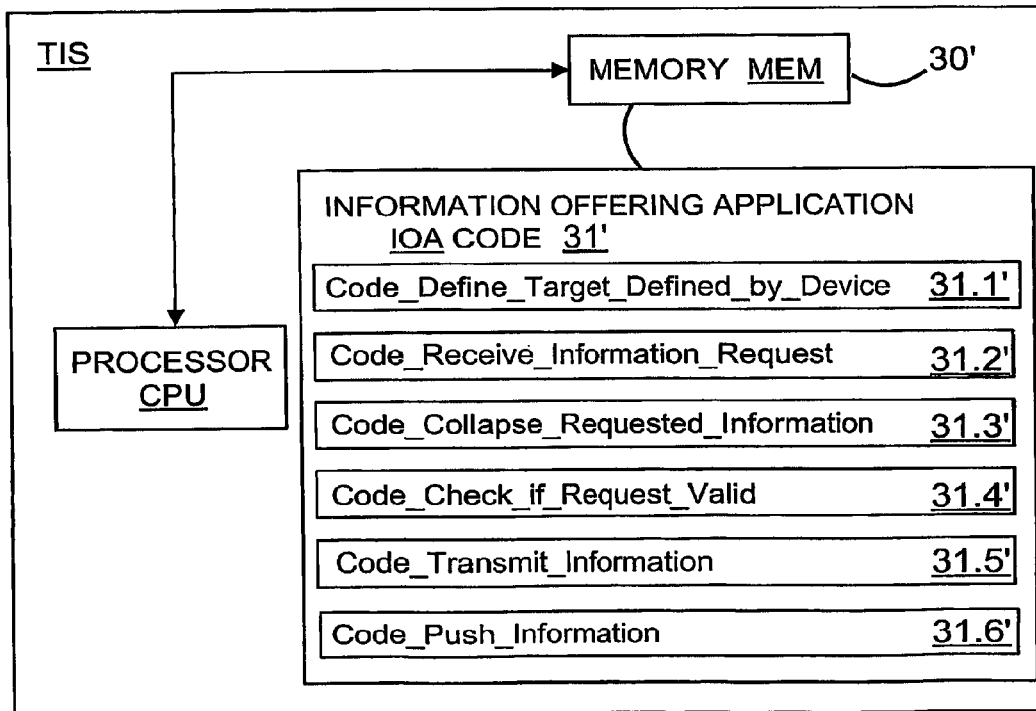 TIS
MEMORY MEM
30'
INFORMATION OFFERING APPLICATION
IOA CODE 31'
Code_Define_Target_Defined_by_Device 31.1'
Code_Receive_Information_Request 31.2'
PROCESSOR
CPU
Code_Collapse_Requested_Information 31.3'
Code_Check_if_Request_Valid 31.4'
Code_Transmit_Information 31.5'
Code_Push_Information 31.6'